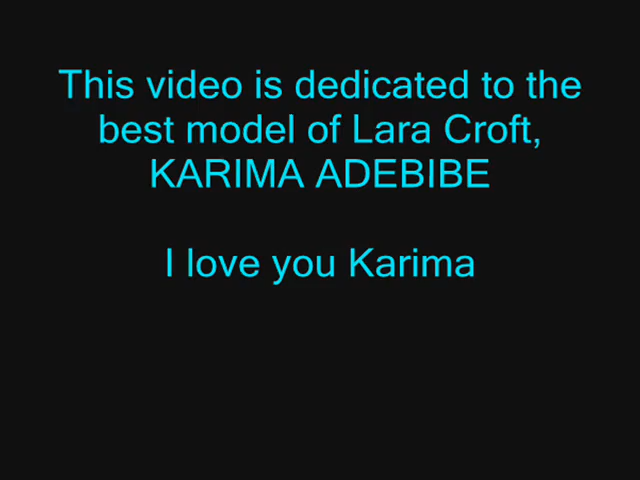 This video is dedicated to the
best model of Lara Croft,
KARIMA ADEBIBE
I love you Karima